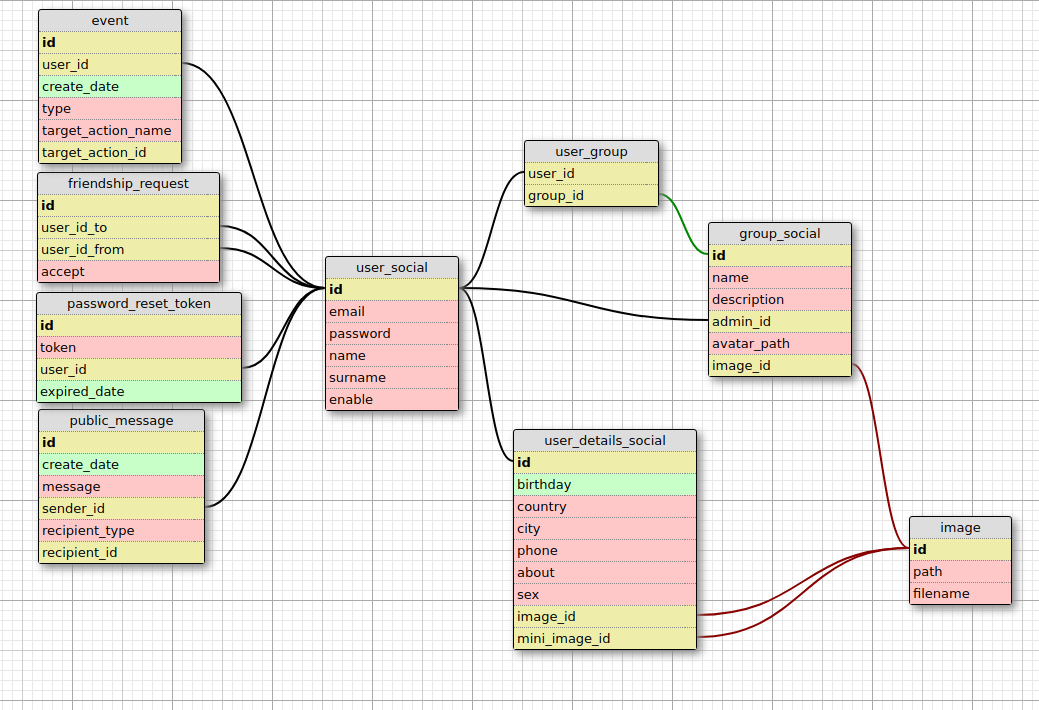 event
id
user_id
create_date
type
target_action_name
target_action_id
friendship_request
id
user_id_to
user_id_from
accept
password_reset_token
id
token
user_id
expired_date
public_message
id
create_date
message
sender_id
recipient_type
recipient_id
user_social
id
email
password
name
surname
enable
user_group
user_id
group_id
user_details_social
id
birthday
country
city
phone
about
sex
image_id
mini_image_id
group_social
id
name
description
admin_id
avatar_path
image_id
image
id
path
filename